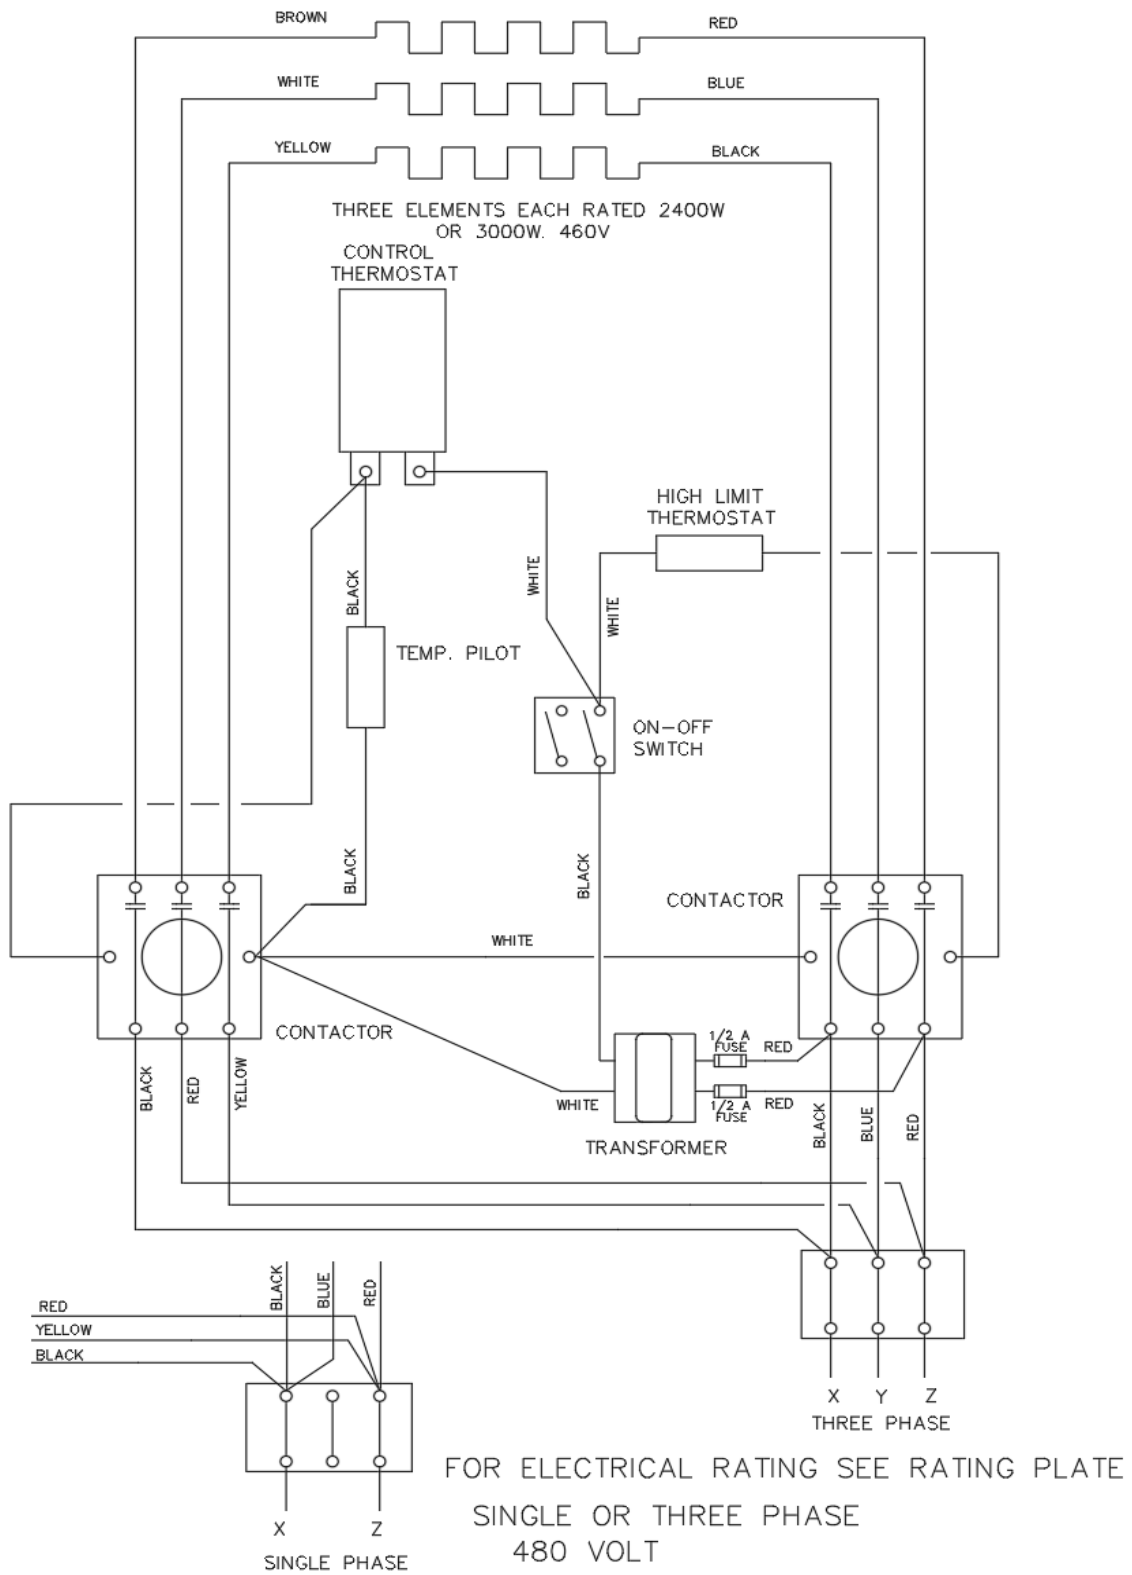 BROWN
RED
WHITE
BLUE
YELLOW
BLACK
THREE ELEMENTS EACH RATED 2400W
OR 3000W. 460V
CONTROL
THERMOSTAT
HIGH LIMIT
THERMOSTAT
BLACK
WHITE
WHITE
TEMP. PILOT
ON-OFF
SWITCH
BLACK
BLACK
CONTACTOR
WHITE
CONTACTOR
1/2 A
FUSE
RED
BLACK
RED
YELLOW
WHITE
1/2 A
FUSE
RED
BLACK
BLUE
RED
TRANSFORMER
BLACK
BLUE
RED
RED
YELLOW
BLACK
X
Y
Z
THREE PHASE
FOR ELECTRICAL RATING SEE RATING PLATE
SINGLE OR THREE PHASE
480 VOLT
X
Z
SINGLE PHASE